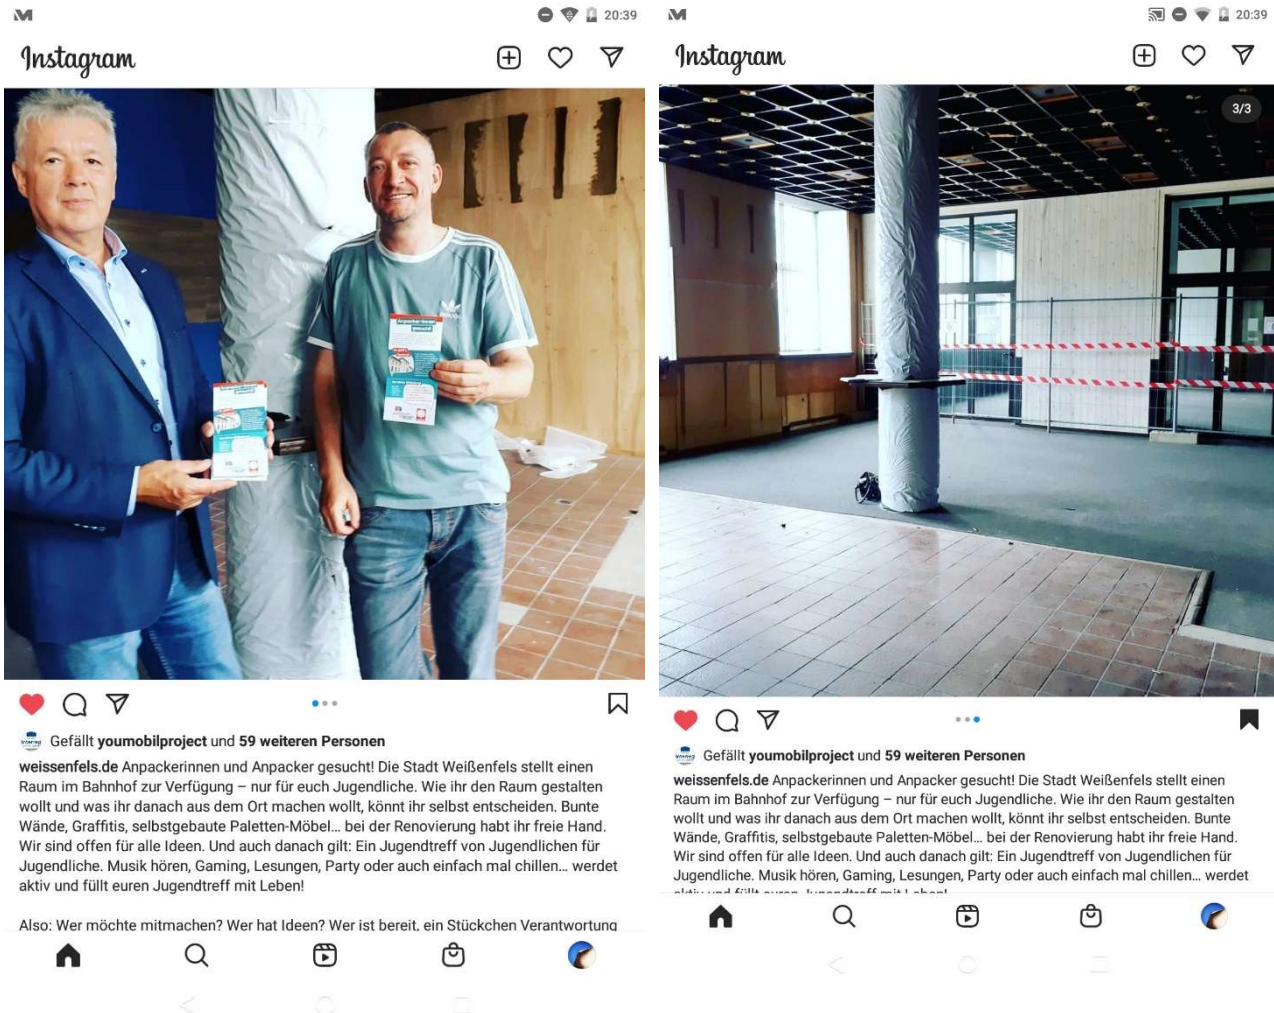 20:39
Instagram
Gefällt youmobilproject und 59 weiteren Personen
weissenfels.de Anpackerinnen und Anpacker gesucht! Die Stadt Weißenfels stellt einen
Raum im Bahnhof zur Verfügung – nur für euch Jugendliche. Wie ihr den Raum gestalten
wollt und was ihr danach aus dem Ort machen wollt, könnt ihr selbst entscheiden. Bunte
Wände, Graffitis, selbstgebaute Paletten-Möbel... bei der Renovierung habt ihr freie Hand.
Wir sind offen für alle Ideen. Und auch danach gilt: Ein Jugendtreff von Jugendlichen für
Jugendliche. Musik hören, Gaming, Lesungen, Party oder auch einfach mal chillen... werdet
aktiv und füllt euren Jugendtreff mit Leben!
Also: Wer möchte mitmachen? Wer hat Ideen? Wer ist bereit, ein Stückchen Verantwortung
20:39
Instagram
3/3
Gefällt youmobilproject und 59 weiteren Personen
weissenfels.de Anpackerinnen und Anpacker gesucht! Die Stadt Weißenfels stellt einen
Raum im Bahnhof zur Verfügung – nur für euch Jugendliche. Wie ihr den Raum gestalten
wollt und was ihr danach aus dem Ort machen wollt, könnt ihr selbst entscheiden. Bunte
Wände, Graffitis, selbstgebaute Paletten-Möbel... bei der Renovierung habt ihr freie Hand.
Wir sind offen für alle Ideen. Und auch danach gilt: Ein Jugendtreff von Jugendlichen für
Jugendliche. Musik hören, Gaming, Lesungen, Party oder auch einfach mal chillen... werdet
aktiv und füllt euren Jugendtreff mit Leben!